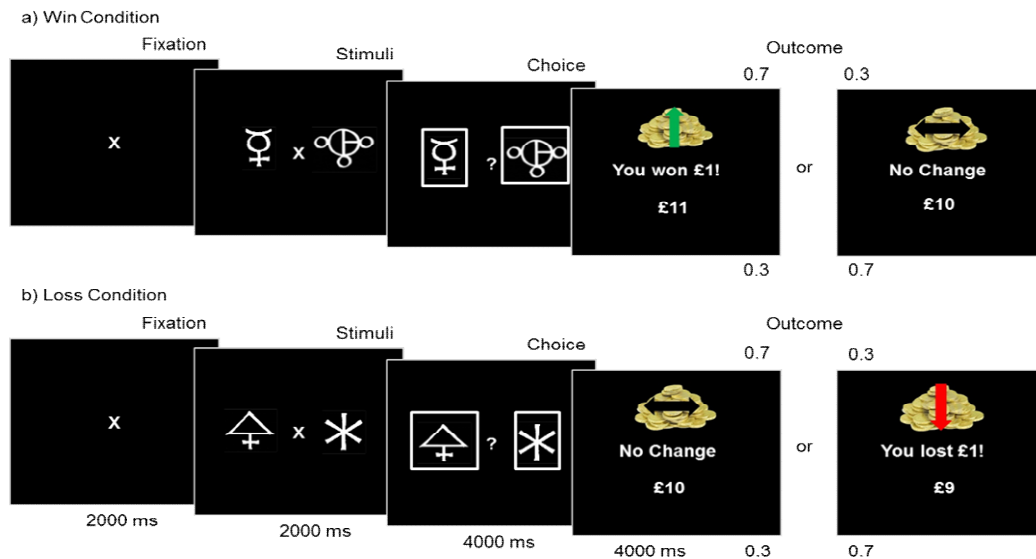 a) Win Condition
Fixation
Stimuli
Choice
Outcome
0.7
0.3
x
x
?
You won £1!
£11
or
No Change
£10
0.3
0.7
b) Loss Condition
Fixation
Stimuli
Choice
Outcome
0.7
0.3
x
x
?
No Change
£10
or
You lost £1!
£9
2000 ms
2000 ms
4000 ms
4000 ms
0.3
0.7